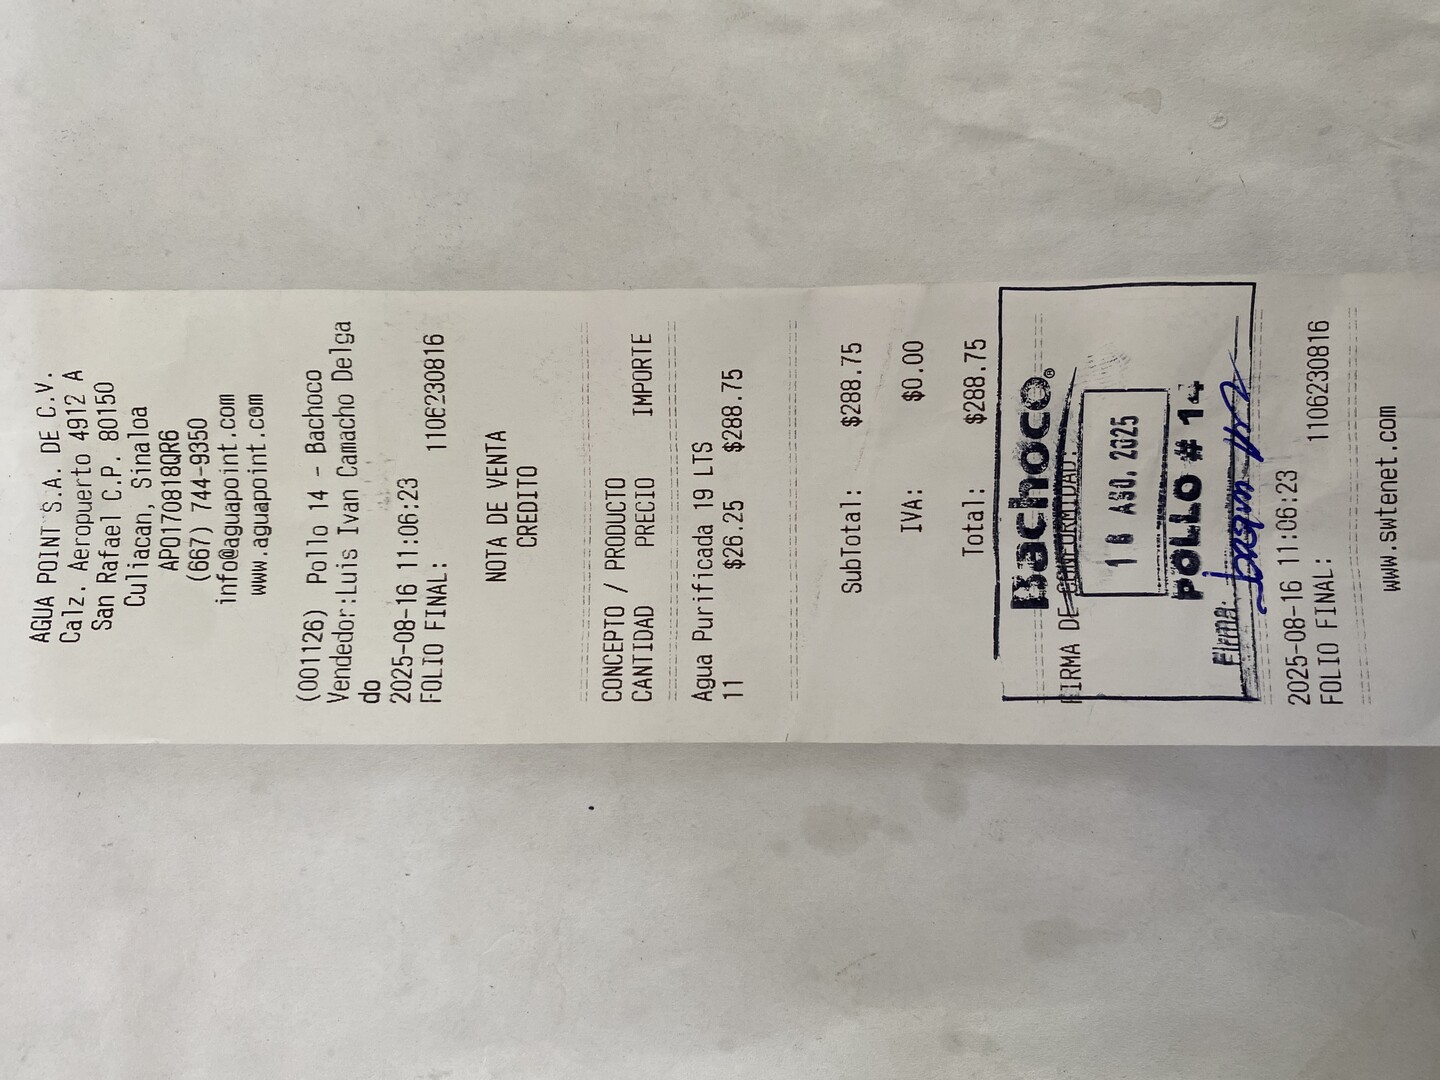 AGUA POINT S.A. DE C.V.
Calz. Aeropuerto 4912 A
San Rafael C.P. 80150
Culiacan, Sinaloa
APO170818QR6
(667) 744-9350
info@aguapoint.com
www.aguapoint.com
(001126) Pollo 14 - Bachoco
Vendedor:Luis Ivan Camacho Delga
do
2025-08-16 11:06:23
FOLIO FINAL: 1106230816
NOTA DE VENTA
CREDITO
CONCEPTO / PRODUCTO
CANTIDAD PRECIO IMPORTE
Agua Purificada 19 LTS
11 $26.25 $288.75
SubTotal: $288.75
IVA: $0.00
Total: $288.75
Bachoco®
FIRMA DE CONFORMIDAD:
16 AGO. 2025
POLLO # 14
Firma:
2025-08-16 11:06:23
FOLIO FINAL: 1106230816
www.swtenet.com